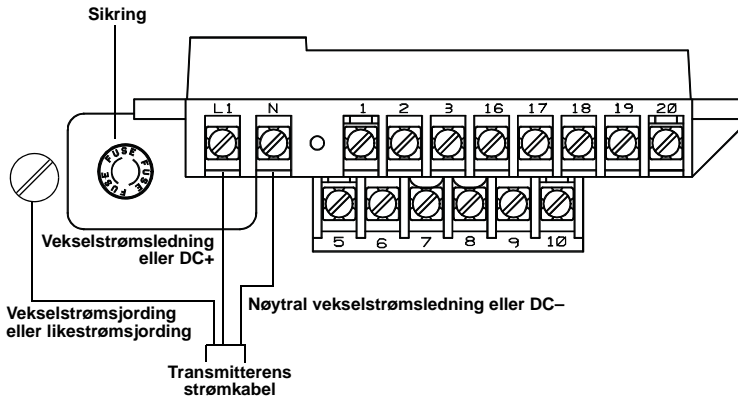 Sikring
L1 N 1 2 3 16 17 18 19 20
FUSE FUSE FUSE FUSE
5 6 7 8 9 10
Vekselstrømsledning
eller DC+
Nøytral vekselstrømsledning eller DC–
Vekselstrømsjording
eller likestrømsjording
Transmitterens
strømkabel